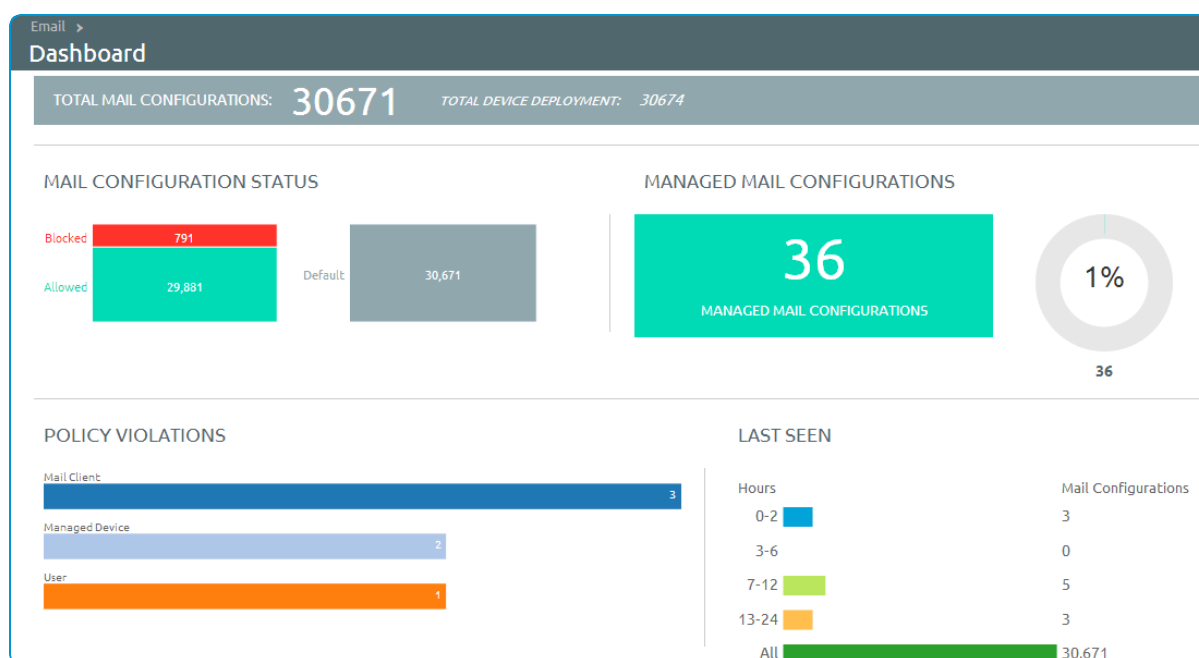 Email >
Dashboard
TOTAL MAIL CONFIGURATIONS: 30671 TOTAL DEVICE DEPLOYMENT: 30674
MAIL CONFIGURATION STATUS
Blocked 791
Allowed 29,881
Default 30,671
MANAGED MAIL CONFIGURATIONS
36
MANAGED MAIL CONFIGURATIONS
1%
36
POLICY VIOLATIONS
Mail Client
3
Managed Device
2
User
1
LAST SEEN
Hours Mail Configurations
0-2 3
3-6 0
7-12 5
13-24 3
All 30,671